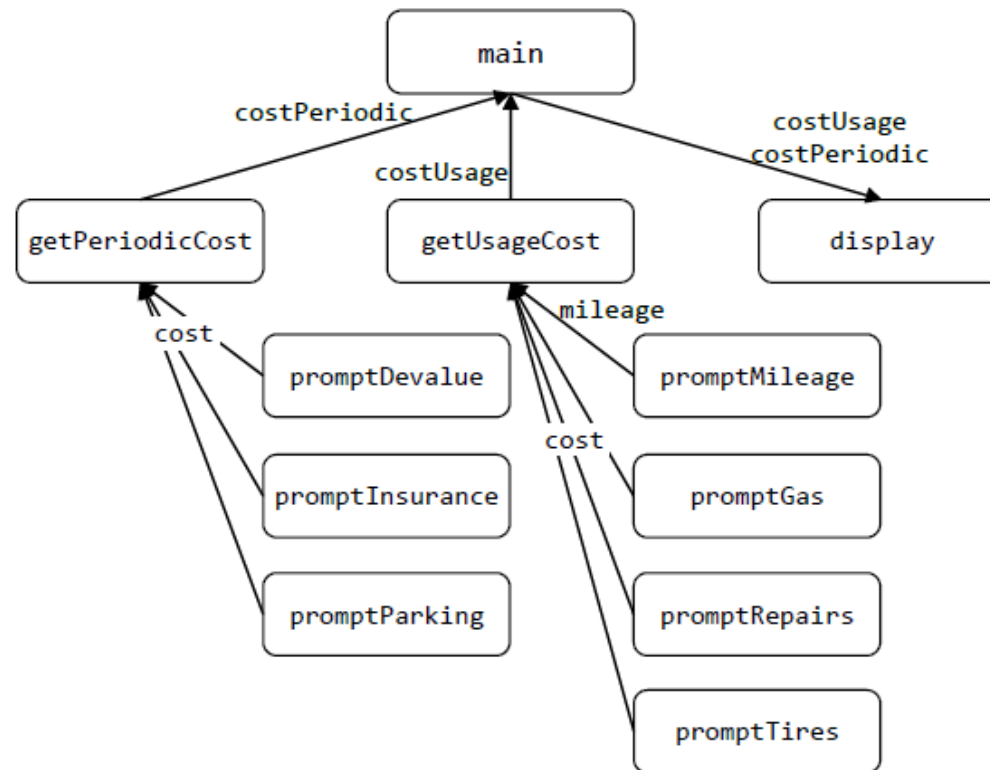 main
costPeriodic
costUsage
costUsage
costPeriodic
getPeriodicCost
getUsageCost
display
cost
mileage
promptDevalue
promptMileage
cost
promptInsurance
promptGas
promptParking
promptRepairs
promptTires